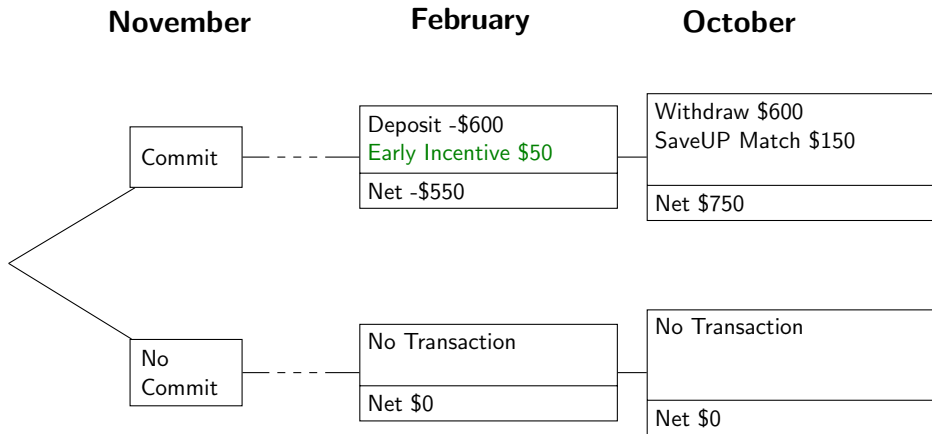 November
February
October
Commit
Deposit -$600
Early Incentive $50
Net -$550
Withdraw $600
SaveUP Match $150
Net $750
No
Commit
No Transaction
Net $0
No Transaction
Net $0